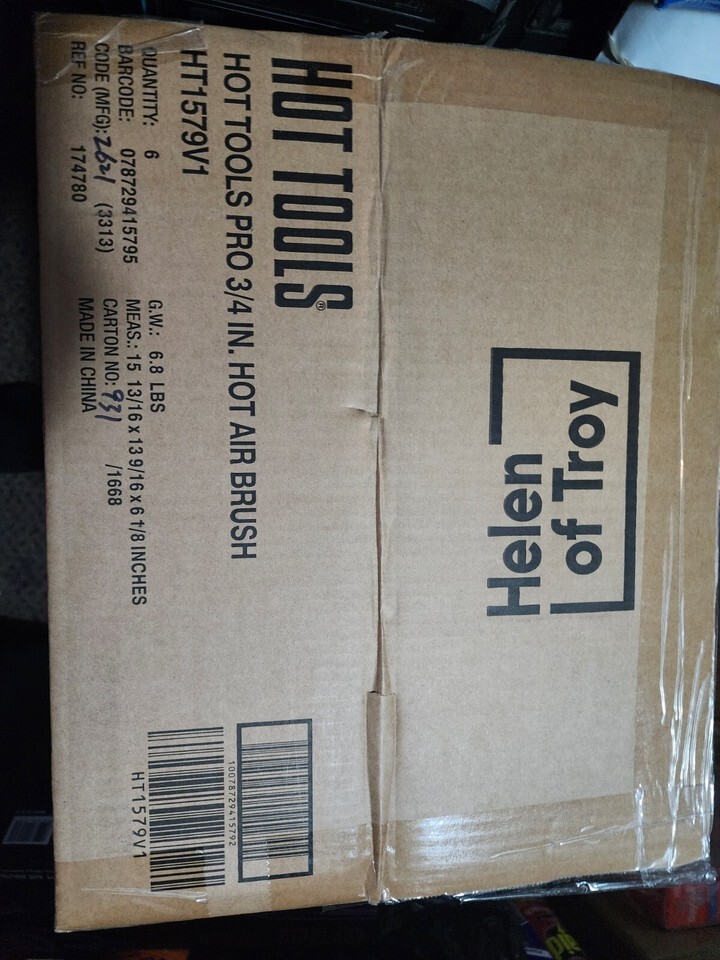 Helen
of Troy
HOT TOOLS®
HOT TOOLS PRO 3/4 IN. HOT AIR BRUSH
HT1579V1
QUANTITY: 6
BARCODE: 078729415795
CODE (MFG): 2621 (3313)
REF NO: 174780
G.W.: 6.8 LBS
MEAS.: 15 13/16 x 13 9/16 x 6 1/8 INCHES
CARTON NO: 931 /1668
MADE IN CHINA
10078729415792
HT1579V1